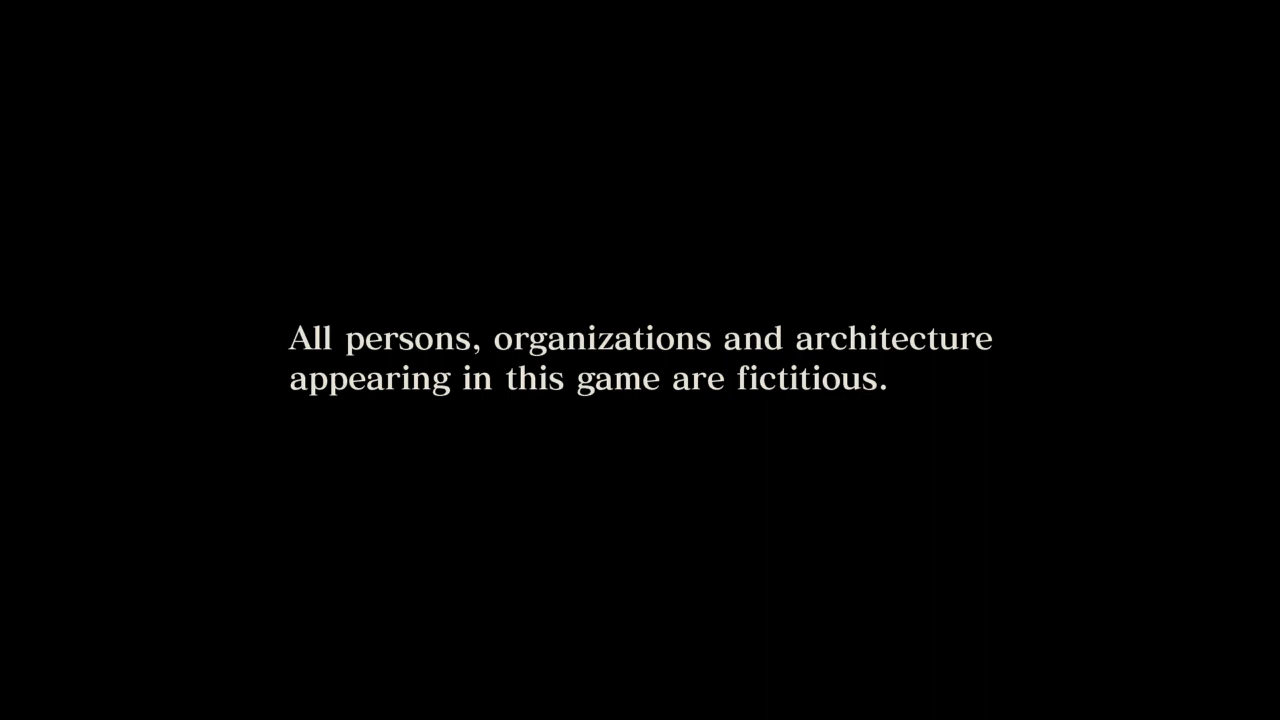 All persons, organizations and architecture
appearing in this game are fictitious.